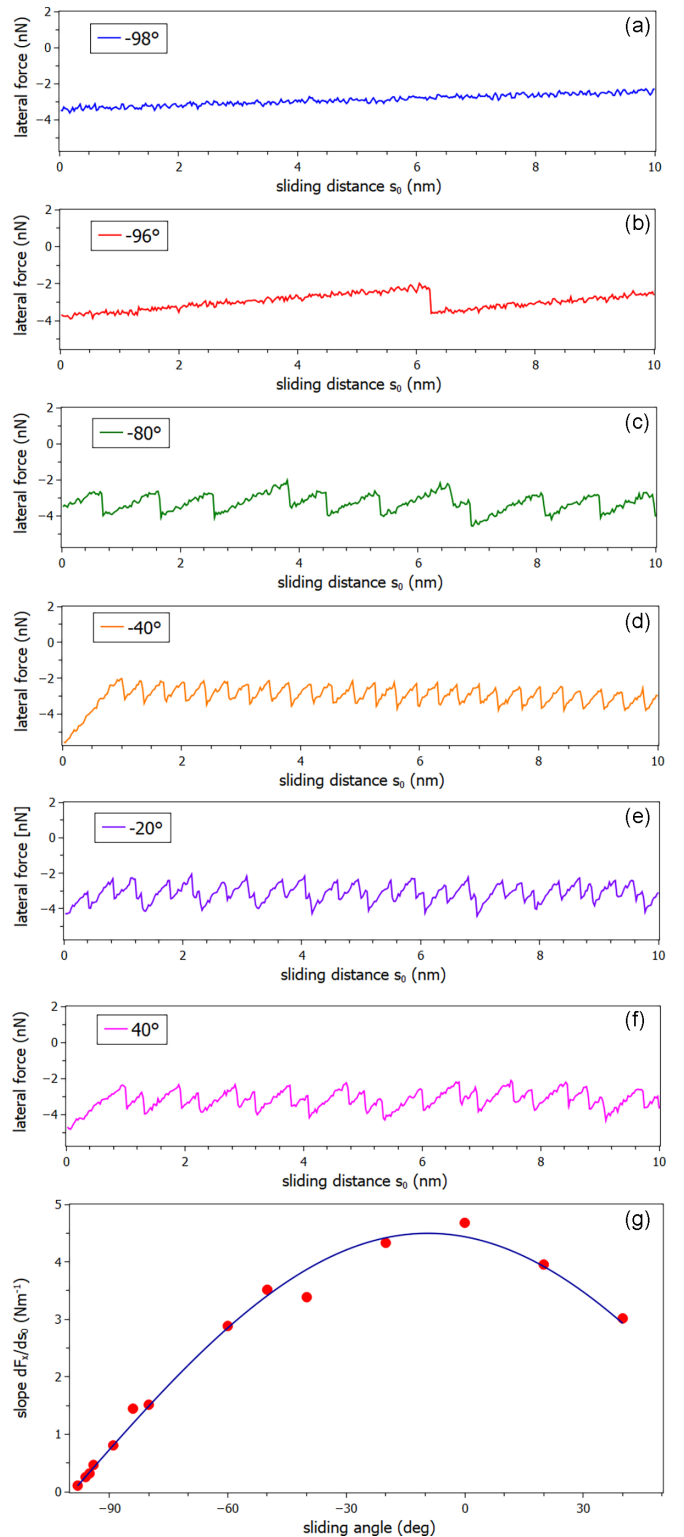 (a)
-98°
lateral force (nN)
2
0
−2
−4
0 2 4 6 8 10
sliding distance s₀ (nm)
(b)
-96°
lateral force (nN)
2
0
−2
−4
0 2 4 6 8 10
sliding distance s₀ (nm)
(c)
-80°
lateral force (nN)
2
0
−2
−4
0 2 4 6 8 10
sliding distance s₀ (nm)
(d)
-40°
lateral force (nN)
2
0
−2
−4
0 2 4 6 8 10
sliding distance s₀ (nm)
(e)
-20°
lateral force [nN]
2
0
−2
−4
0 2 4 6 8 10
sliding distance s₀ (nm)
(f)
40°
lateral force (nN)
2
0
−2
−4
0 2 4 6 8 10
sliding distance s₀ (nm)
(g)
slope dFₓ/ds₀ (Nm⁻¹)
5
4
3
2
1
0
−90 −60 −30 0 30
sliding angle (deg)